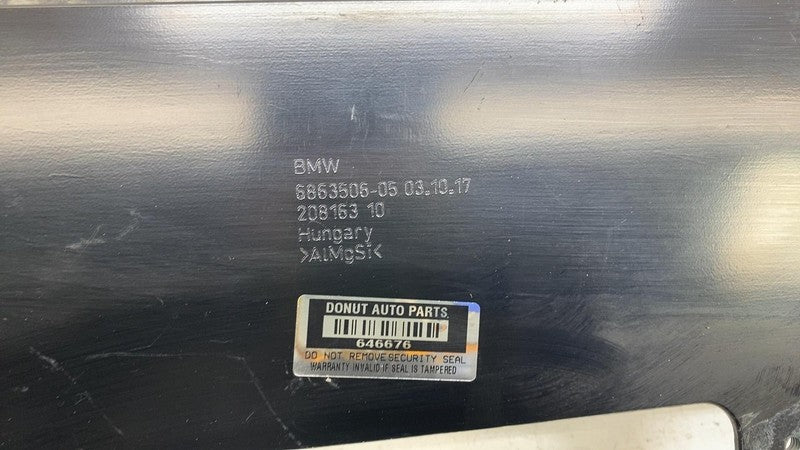 BMW
6863506-05 03.10.17
208163 10
Hungary
>AlMgSi<
DONUT AUTO PARTS
646676
DO NOT REMOVE SECURITY SEAL
WARRANTY INVALID IF SEAL IS TAMPERED